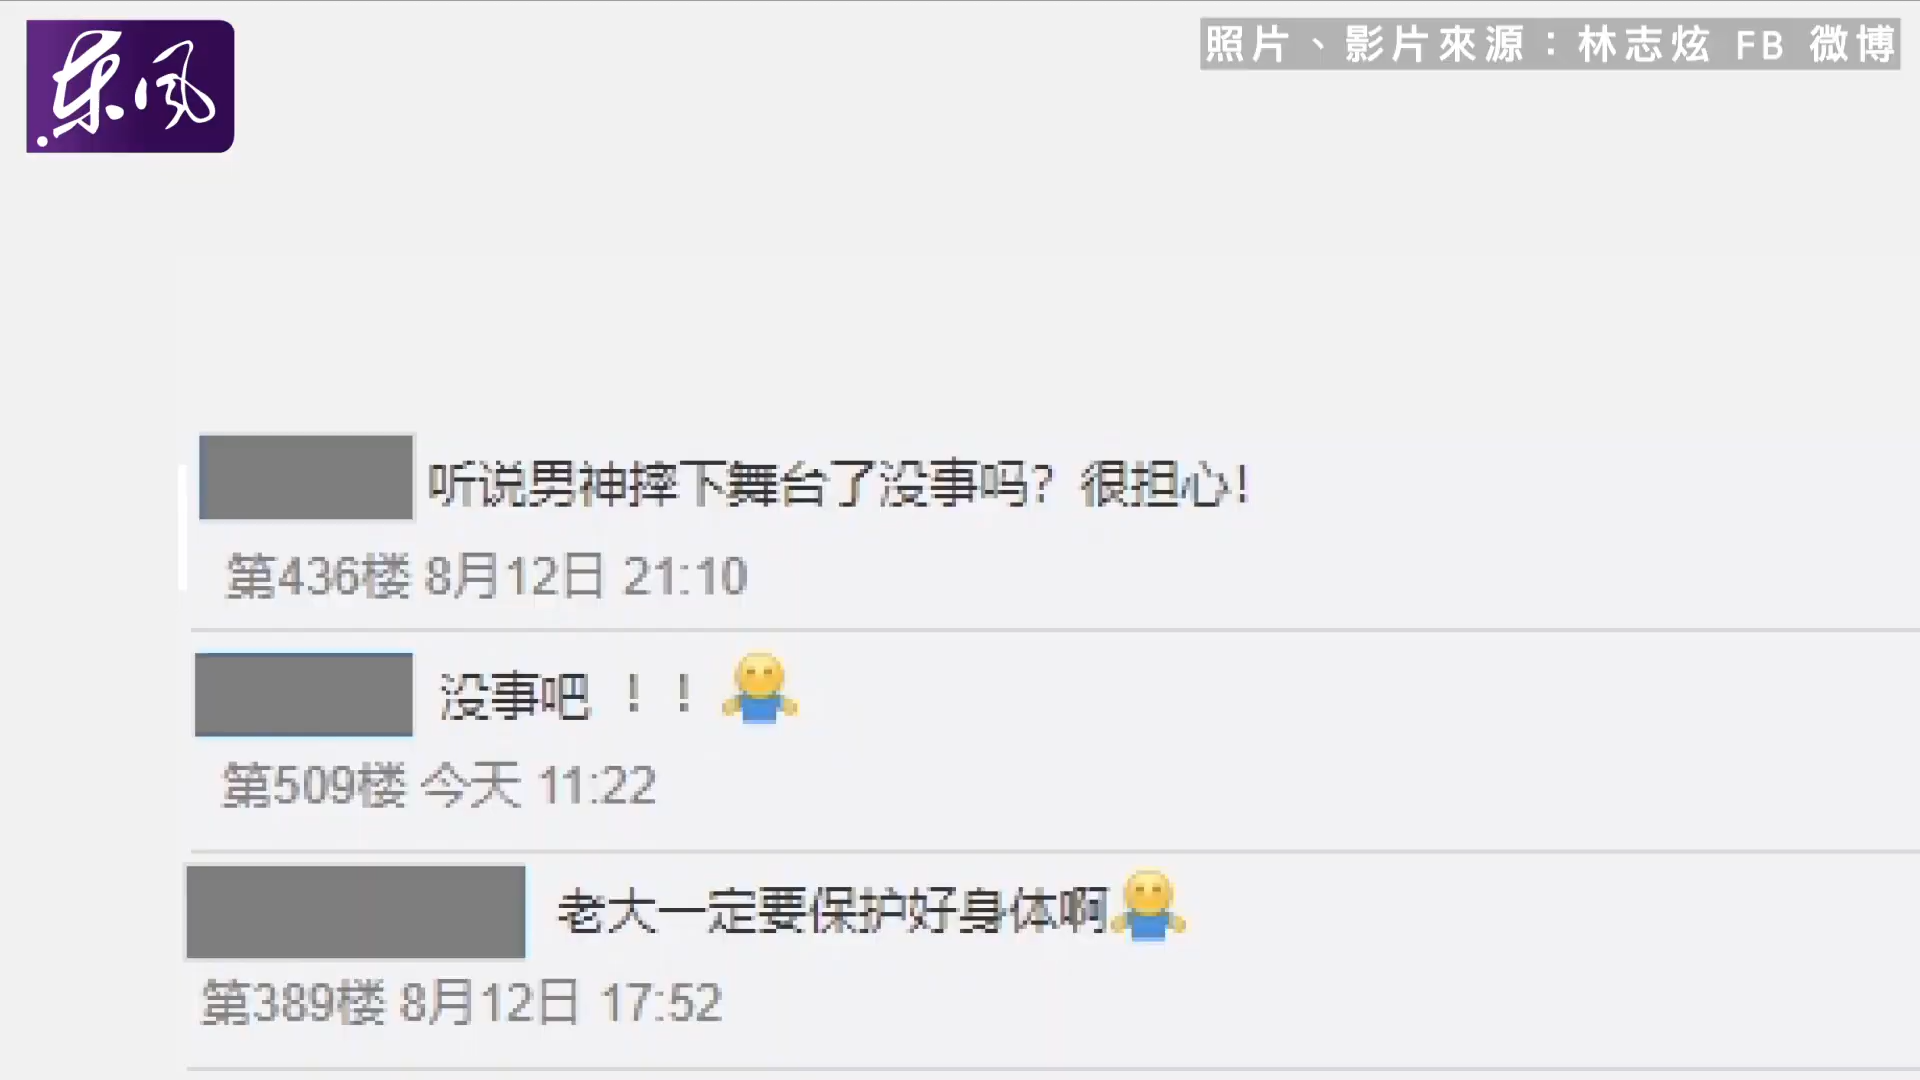 东风
照片、影片來源：林志炫 FB 微博
听说男神摔下舞台了没事吗？很担心！
第436楼 8月12日 21:10
没事吧 ！！
第509楼 今天 11:22
老大一定要保护好身体啊
第389楼 8月12日 17:52